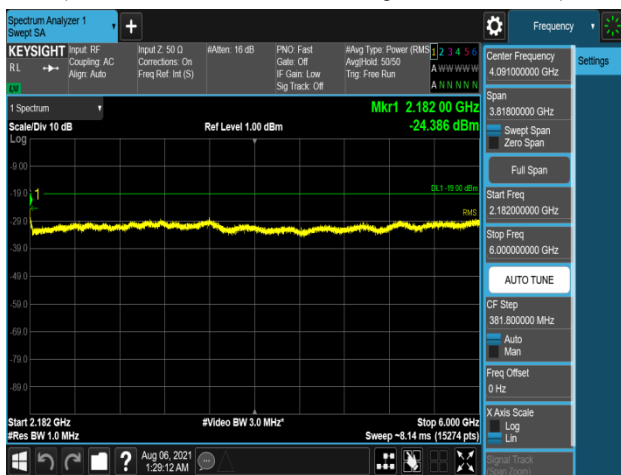 Spectrum Analyzer 1
Swept SA
+
Frequency
KEYSIGHT
RL
Input: RF
Coupling: AC
Align: Auto
Input Z: 50 Ω
Corrections: On
Freq Ref: Int (S)
#Atten: 16 dB
PNO: Fast
Gate: Off
IF Gain: Low
Sig Track: Off
#Avg Type: Power (RMS
Avg|Hold: 50/50
Trig: Free Run
1 2 3 4 5 6
A W W W W W
A N N N N N
Settings
Center Frequency
4.091000000 GHz
Span
3.81800000 GHz
Swept Span
Zero Span
Full Span
Start Freq
2.182000000 GHz
Stop Freq
6.000000000 GHz
AUTO TUNE
CF Step
381.800000 MHz
Auto
Man
Freq Offset
0 Hz
X Axis Scale
Log
Lin
Signal Track
(Span Zoom)
1 Spectrum
Scale/Div 10 dB
Log
Ref Level 1.00 dBm
Mkr1 2.182 00 GHz
-24.386 dBm
-9.00
-19.0
-29.0
-39.0
-49.0
-59.0
-69.0
-79.0
-89.0
1
DL1 -19.00 dBm
RMS
Start 2.182 GHz
#Res BW 1.0 MHz
#Video BW 3.0 MHz*
Stop 6.000 GHz
Sweep ~8.14 ms (15274 pts)
?
Aug 06, 2021
1:29:12 AM